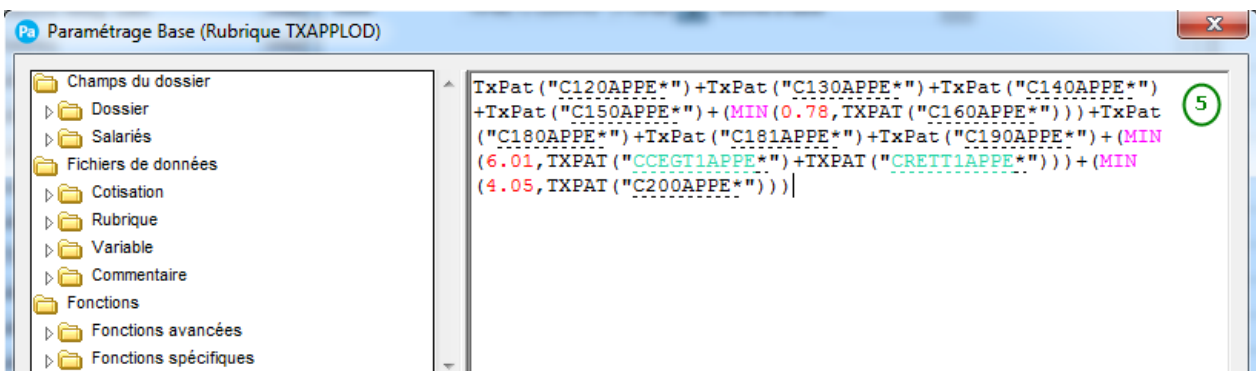 Pa Paramétrage Base (Rubrique TXAPPLOD) X
Champs du dossier
Dossier
Salariés
Fichiers de données
Cotisation
Rubrique
Variable
Commentaire
Fonctions
Fonctions avancées
Fonctions spécifiques
TxPat("C120APPE*")+TxPat("C130APPE*")+TxPat("C140APPE*")
+TxPat("C150APPE*")+(MIN(0.78,TXPAT("C160APPE*")))+TxPat
("C180APPE*")+TxPat("C181APPE*")+TxPat("C190APPE*")+(MIN
(6.01,TXPAT("CCEGT1APPE*")+TXPAT("CRETT1APPE*")))+(MIN
(4.05,TXPAT("C200APPE*")))
5